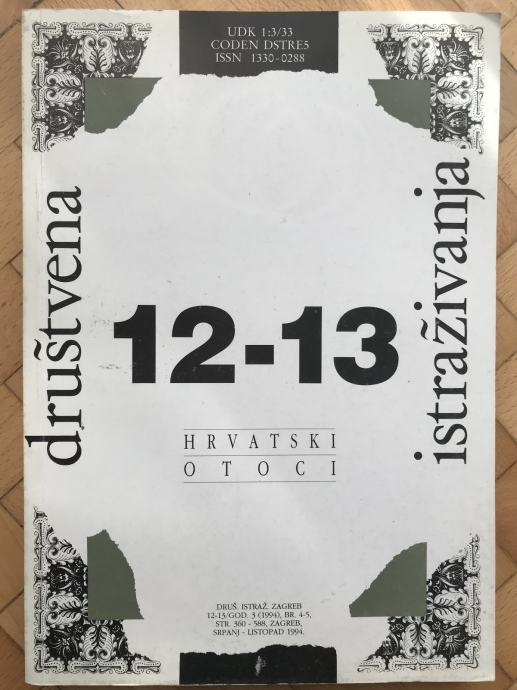 UDK 1:3/33
CODEN DSTRE5
ISSN 1330-0288
društvena
istraživanja
12-13
HRVATSKI
OTOCI
DRUŠ. ISTRAŽ. ZAGREB
12-13/GOD. 3 (1994), BR. 4-5,
STR. 360 - 588, ZAGREB,
SRPANJ - LISTOPAD 1994.